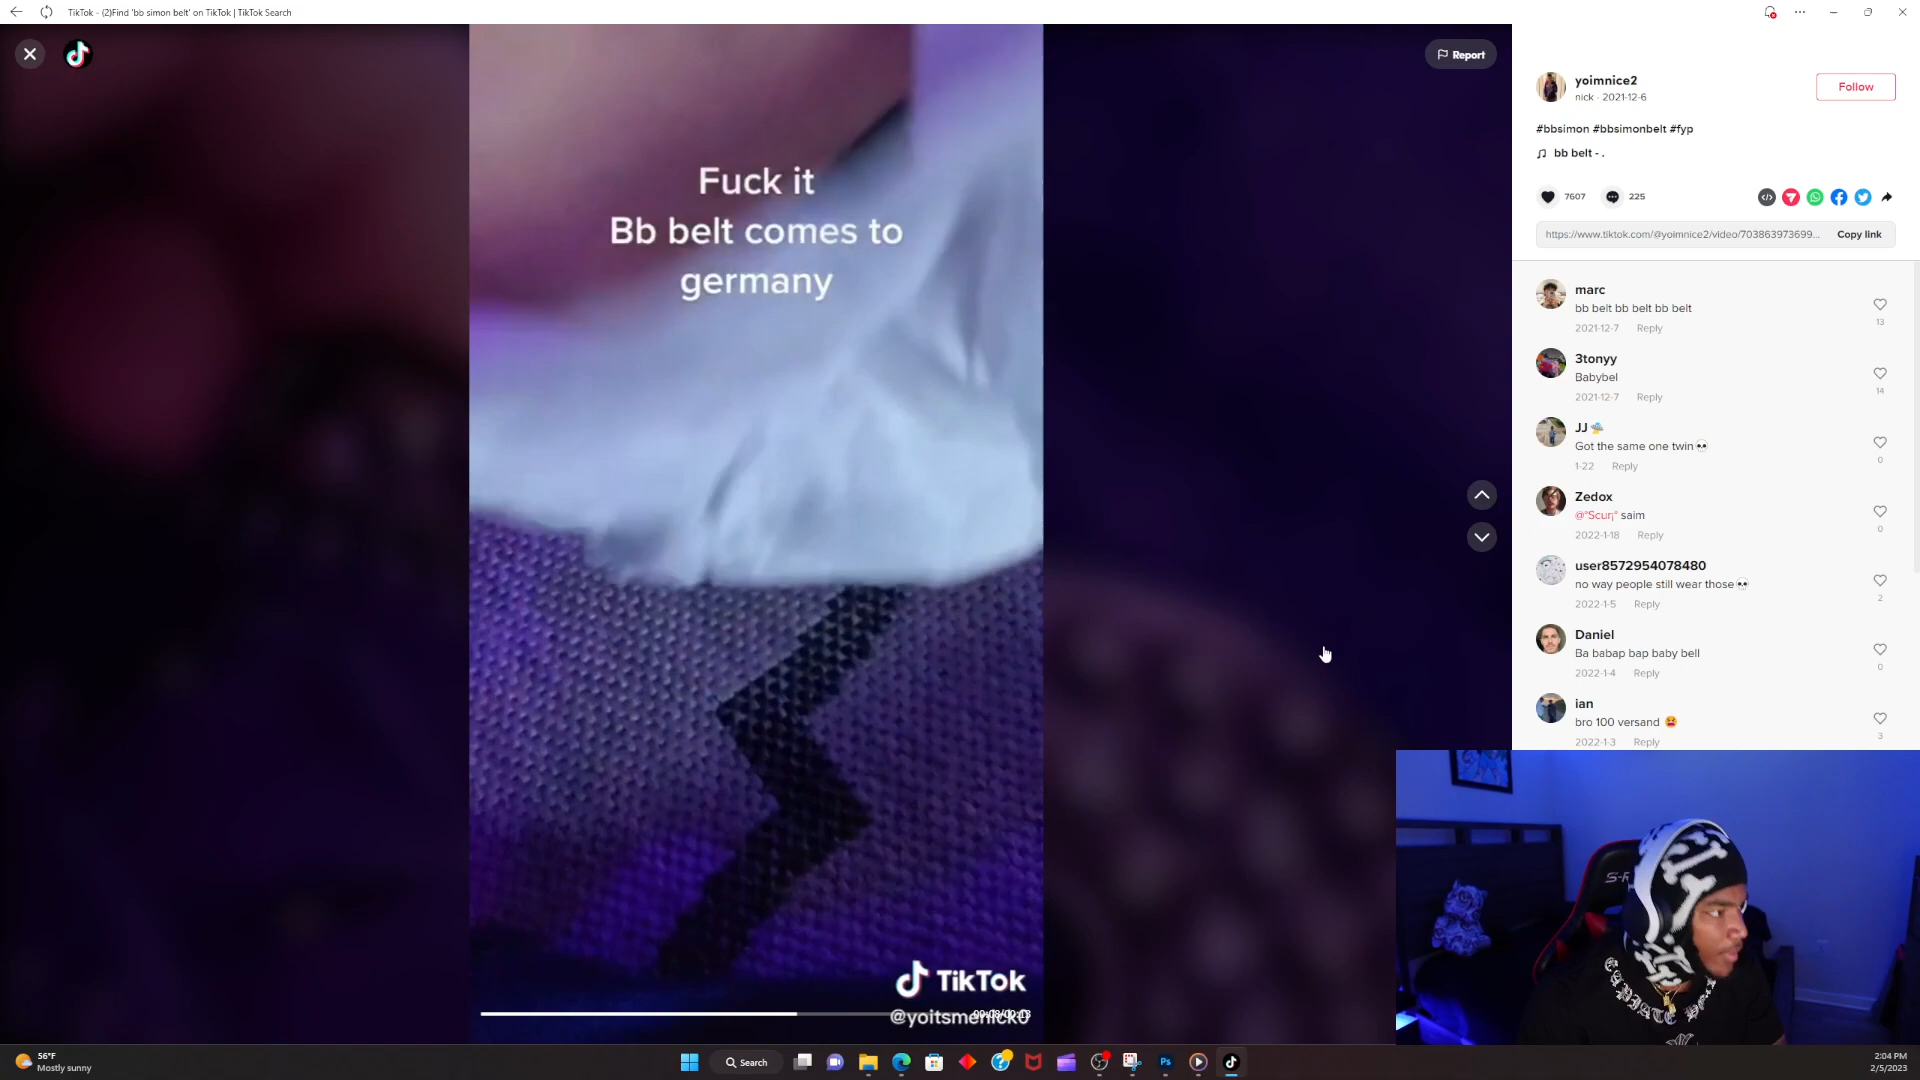 TikTok - (2)Find 'bb simon belt' on TikTok | TikTok Search
Report
Fuck it
Bb belt comes to
germany
TikTok
@yoitsmenick0
yoimnice2
nick · 2021-12-6
Follow
#bbsimon #bbsimonbelt #fyp
bb belt - .
7607
225
https://www.tiktok.com/@yoimnice2/video/703863973699...
Copy link
marc
bb belt bb belt bb belt
2021-12-7 Reply
13
3tonyy
Babybel
2021-12-7 Reply
14
JJ🛸
Got the same one twin💀
1-22 Reply
0
Zedox
saim
2022-1-18 Reply
0
user8572954078480
no way people still wear those💀
2022-1-5 Reply
2
Daniel
Ba babap bap baby bell
2022-1-4 Reply
0
ian
bro 100 versand 😫
2022-1-3 Reply
3
56°F
Mostly sunny
Search
Ps
2:04 PM
2/5/2023